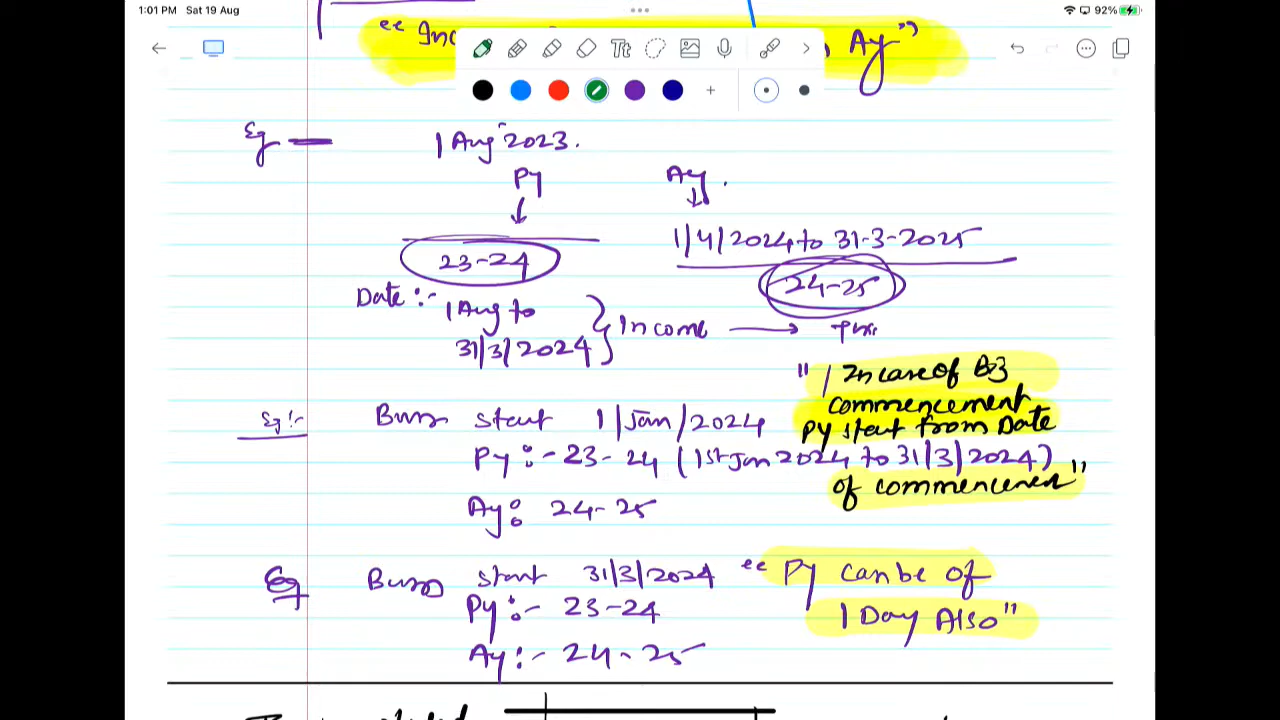 1:01 PM Sat 19 Aug
92%
" Inc Ay"
Tt
Eg — 1 Aug 2023.
Py Ay.
1/4/2024 to 31-3-2025
23-24
24-25
Date :- 1 Aug to
31/3/2024 } Income →
" / In case of
commencement
Py start from Date
of commencement"
Eg :- start 1/Jan/2024
Py :- 23-24 (1st Jan 2024 to 31/3/2024)
Ay: 24-25
Eg start 31/3/2024 "Py can be of
1 Day Also"
Py :- 23-24
Ay :- 24-25